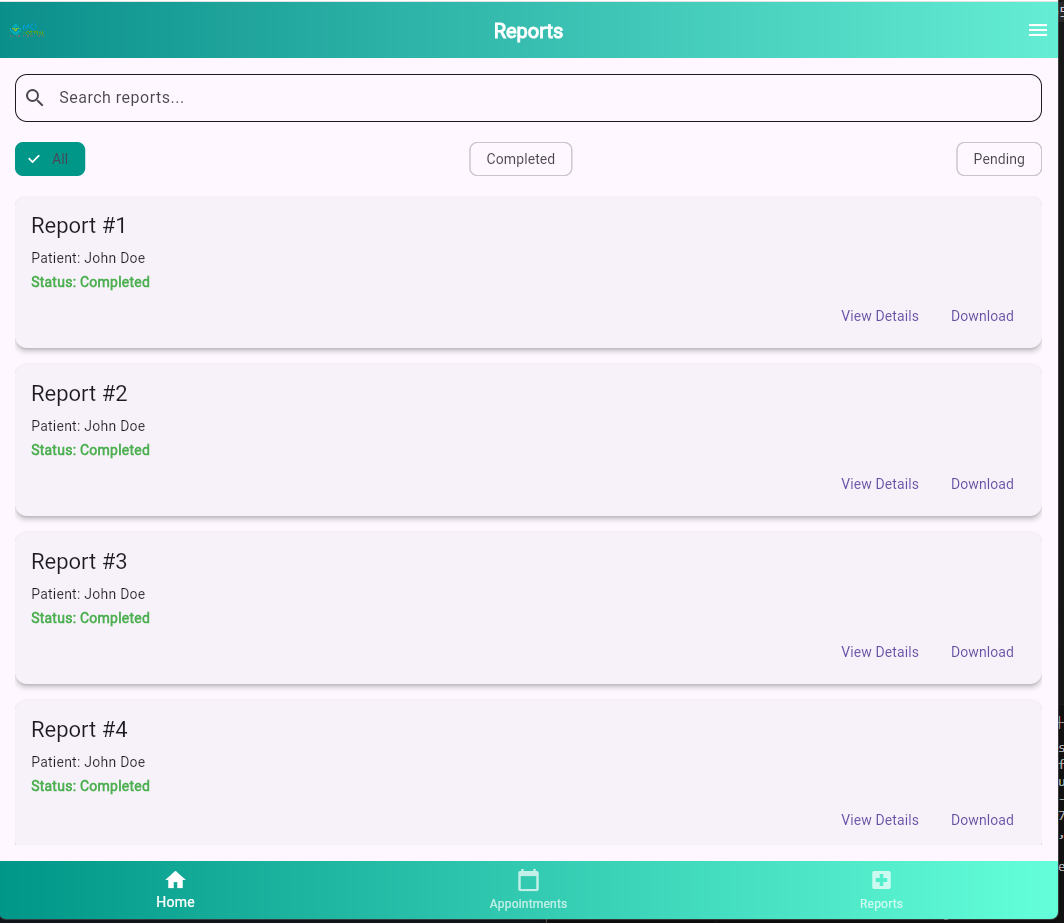 Reports
Search reports...
All
Completed
Pending
Report #1
Patient: John Doe
Status: Completed
View Details
Download
Report #2
Patient: John Doe
Status: Completed
View Details
Download
Report #3
Patient: John Doe
Status: Completed
View Details
Download
Report #4
Patient: John Doe
Status: Completed
View Details
Download
Home
Appointments
Reports